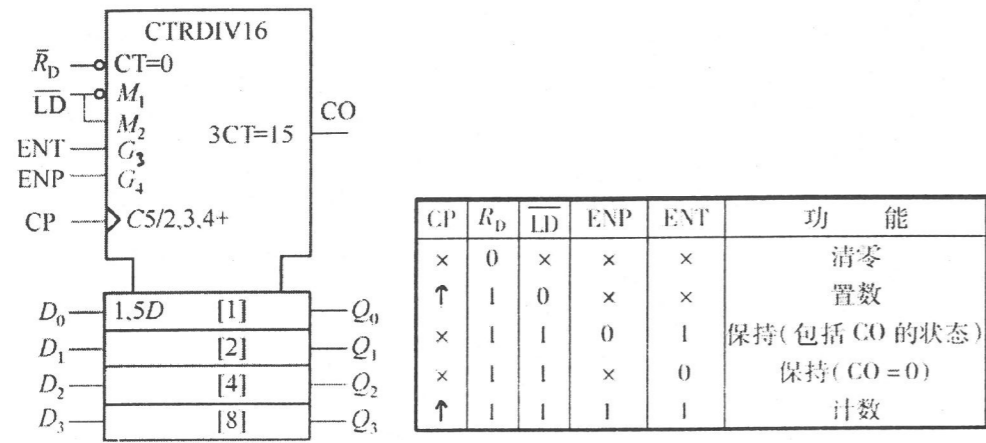 CTRDIV16
R̄D CT=0
L̄D̄ M1
M2
CO
3CT=15
ENT G3
ENP G4
CP C5/2,3,4+
D0 1,5D [1] Q0
D1 [2] Q1
D2 [4] Q2
D3 [8] Q3
CP RD L̄D̄ ENP ENT 功 能
× 0 × × × 清零
↑ 1 0 × × 置数
× 1 1 0 1 保持(包括 CO 的状态)
× 1 1 × 0 保持(CO=0)
↑ 1 1 1 1 计数